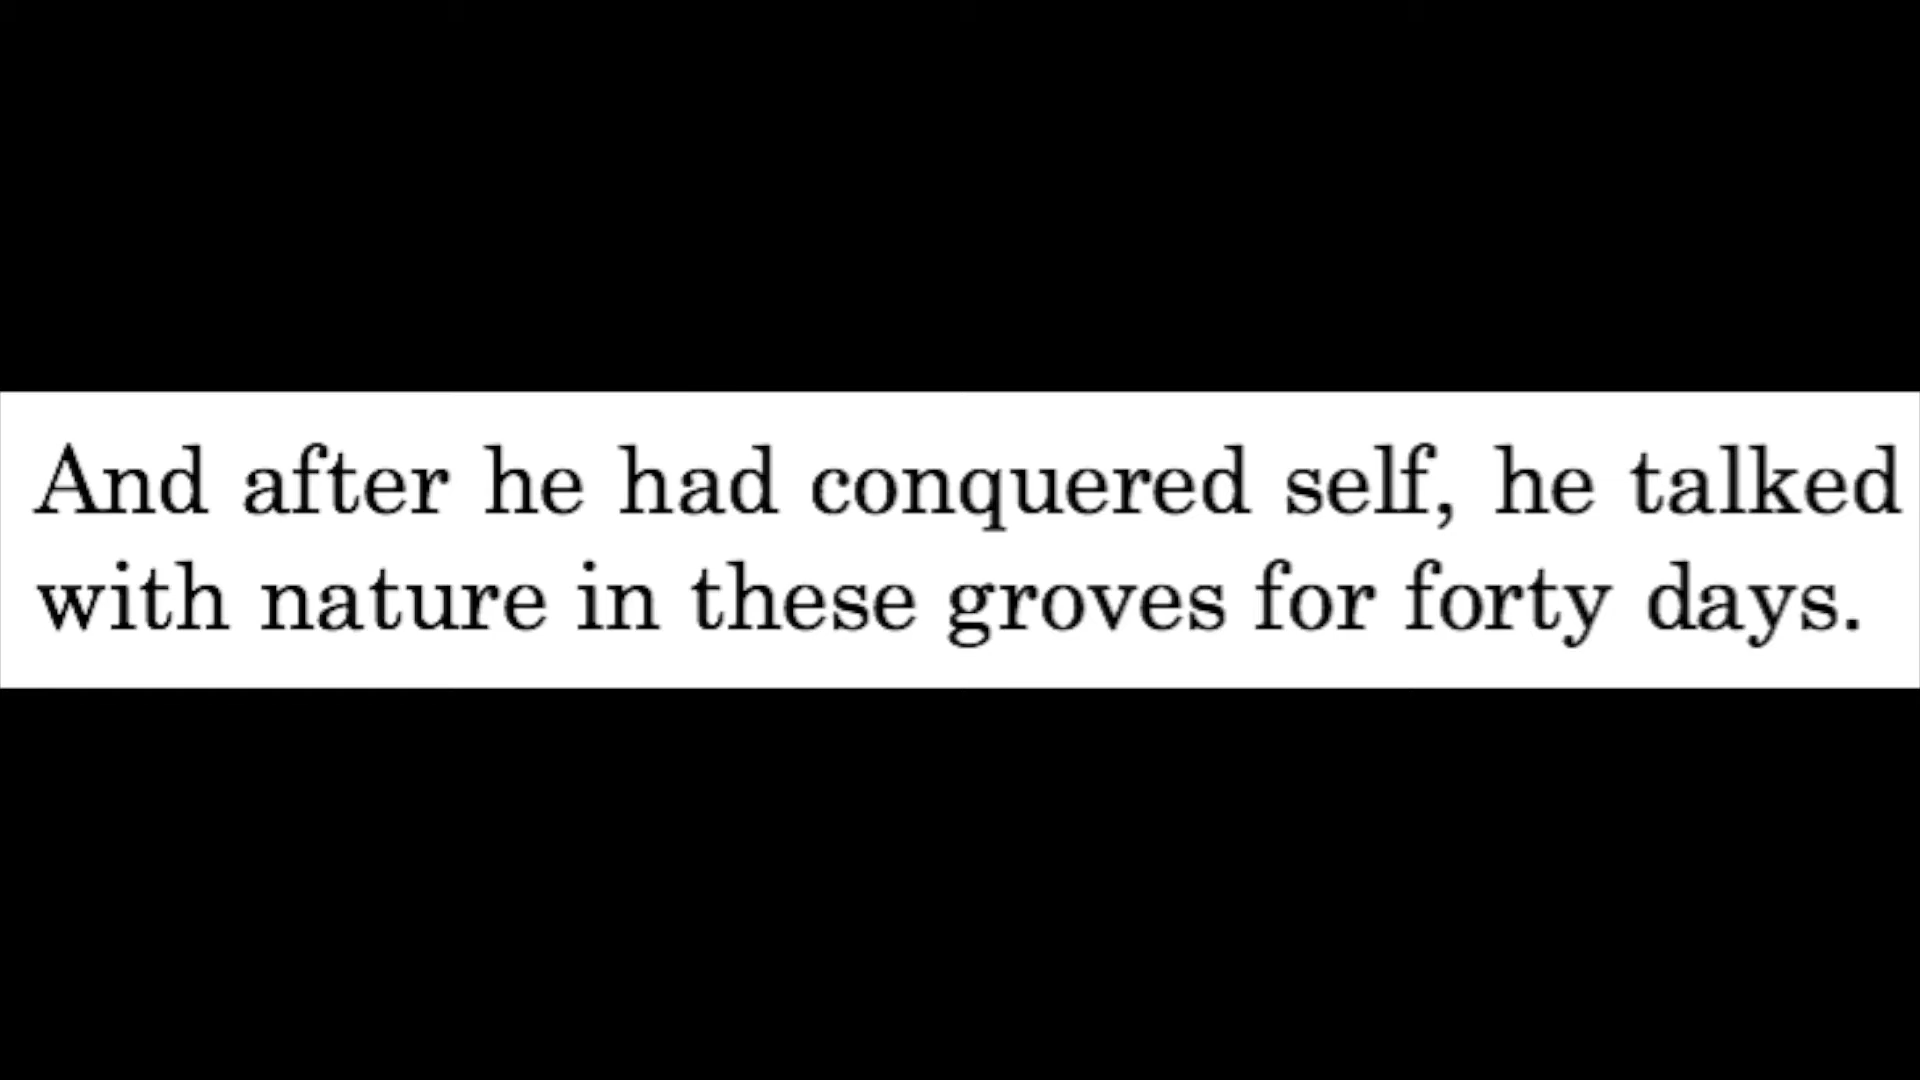 And after he had conquered self, he talked
with nature in these groves for forty days.